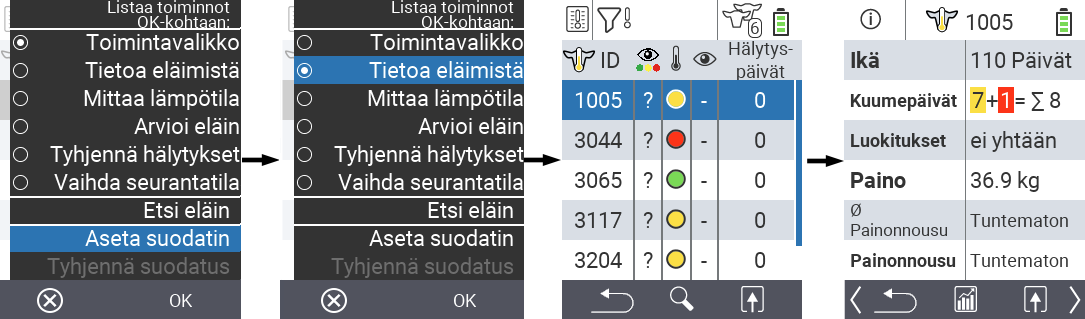 Listaa toiminnot
OK-kohtaan:
Toimintavalikko
Tietoa eläimistä
Mittaa lämpötila
Arvioi eläin
Tyhjennä hälytykset
Vaihda seurantatila
Etsi eläin
Aseta suodatin
Tyhjennä suodatus
OK
Listaa toiminnot
OK-kohtaan:
Toimintavalikko
Tietoa eläimistä
Mittaa lämpötila
Arvioi eläin
Tyhjennä hälytykset
Vaihda seurantatila
Etsi eläin
Aseta suodatin
Tyhjennä suodatus
OK
6
ID Hälytys-
päivät
1005 ? - 0
3044 ? - 0
3065 ? - 0
3117 ? - 0
3204 ? - 0
1005
Ikä 110 Päivät
Kuumepäivät 7+1= ∑ 8
Luokitukset ei yhtään
Paino 36.9 kg
Ø
Painonnousu Tuntematon
Painonnousu Tuntematon